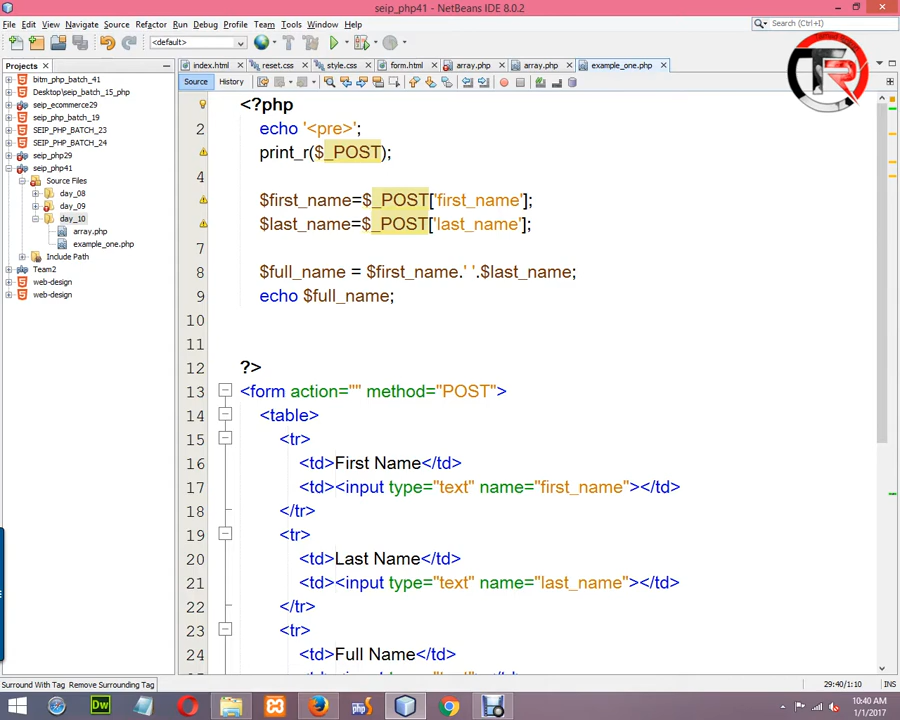 seip_php41 - NetBeans IDE 8.0.2
File Edit View Navigate Source Refactor Run Debug Profile Team Tools Window Help
<default>
Search (Ctrl+I)
Projects
index.html reset.css style.css form.html array.php array.php example_one.php
Source History
bitm_php_batch_41
Desktop\seip_batch_15_php
seip_ecommerce29
seip_php_batch_19
SEIP_PHP_BATCH_23
SEIP_PHP_BATCH_24
seip_php29
seip_php41
Source Files
day_08
day_09
day_10
array.php
example_one.php
Include Path
Team2
web-design
web-design
TR
<?php
2 echo '<pre>';
print_r($_POST);
4
$first_name=$_POST['first_name'];
$last_name=$_POST['last_name'];
7
8 $full_name = $first_name.' '.$last_name;
9 echo $full_name;
10
11
12 ?>
13 <form action="" method="POST">
14 <table>
15 <tr>
16 <td>First Name</td>
17 <td><input type="text" name="first_name"></td>
18 </tr>
19 <tr>
20 <td>Last Name</td>
21 <td><input type="text" name="last_name"></td>
22 </tr>
23 <tr>
24 <td>Full Name</td>
Surround With Tag Remove Surrounding Tag
29:40/1:10
Dw
php
10:40 AM
1/1/2017